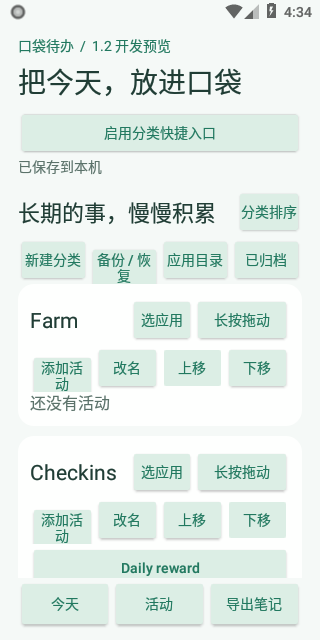 4:34
口袋待办 / 1.2 开发预览
把今天，放进口袋
启用分类快捷入口
已保存到本机
长期的事，慢慢积累
分类排序
新建分类
备份 / 恢
复
应用目录
已归档
Farm
选应用
长按拖动
添加活
动
改名
上移
下移
还没有活动
Checkins
选应用
长按拖动
添加活
动
改名
上移
下移
Daily reward
今天
活动
导出笔记